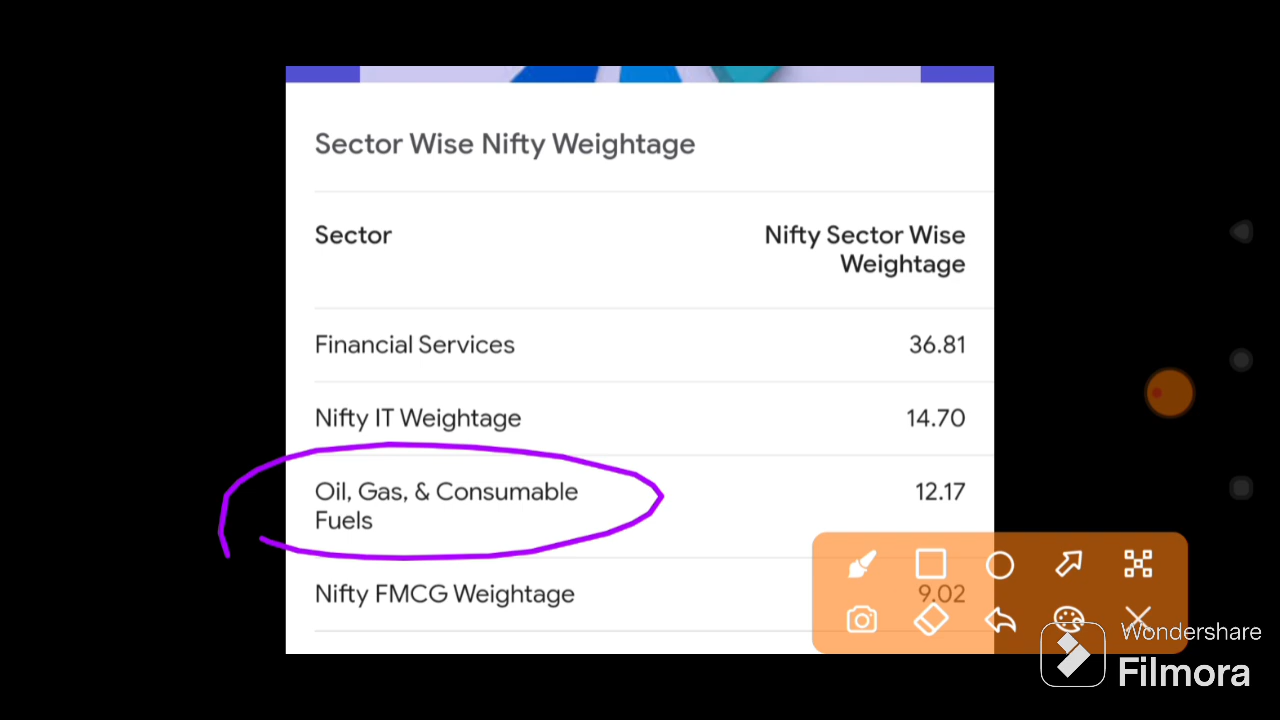 Sector Wise Nifty Weightage
Sector
Nifty Sector Wise
Weightage
Financial Services 36.81
Nifty IT Weightage 14.70
Oil, Gas, & Consumable 12.17
Fuels
Nifty FMCG Weightage 9.02
Wondershare
Filmora